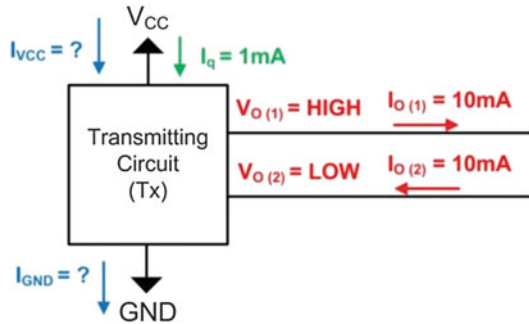 V_CC
I_VCC = ?
I_q = 1mA
V_O (1) = HIGH I_O (1) = 10mA
Transmitting
Circuit
(Tx)
V_O (2) = LOW I_O (2) = 10mA
I_GND = ?
GND